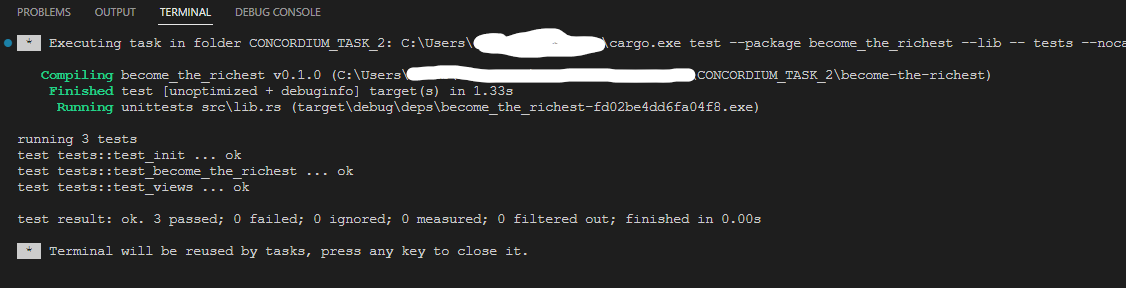 PROBLEMS OUTPUT TERMINAL DEBUG CONSOLE
* Executing task in folder CONCORDIUM_TASK_2: C:\Users\ \cargo.exe test --package become_the_richest --lib -- tests --noca
Compiling become_the_richest v0.1.0 (C:\Users\ \CONCORDIUM_TASK_2\become-the-richest)
Finished test [unoptimized + debuginfo] target(s) in 1.33s
Running unittests src\lib.rs (target\debug\deps\become_the_richest-fd02be4dd6fa04f8.exe)
running 3 tests
test tests::test_init ... ok
test tests::test_become_the_richest ... ok
test tests::test_views ... ok
test result: ok. 3 passed; 0 failed; 0 ignored; 0 measured; 0 filtered out; finished in 0.00s
* Terminal will be reused by tasks, press any key to close it.